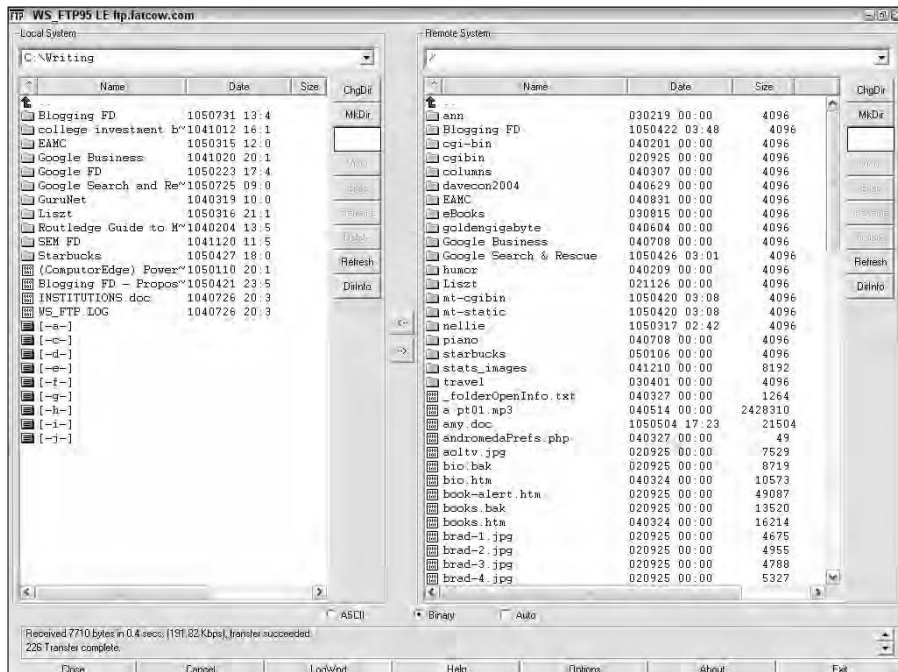 WS_FTP95 LE ftp.fatcow.com
Local System
C:\Writing
Name Date Size
..
Blogging FD 1050731 13:4
college investment b~1041012 16:1
EAMC 1050315 12:0
Google Business 1041020 20:1
Google FD 1050223 17:4
Google Search and Re~1050725 09:0
GuruNet 1040319 10:0
Liszt 1050316 21:1
Routledge Guide to M~1040204 13:5
SEM FD 1041120 11:5
Starbucks 1050427 18:0
(ComputorEdge) Power~1050110 20:1
Blogging FD - Propos~1050421 23:5
INSTITUTIONS.doc 1040726 20:3
WS_FTP.LOG 1040726 20:3
[-a-]
[-c-]
[-d-]
[-e-]
[-f-]
[-g-]
[-h-]
[-i-]
[-j-]
ChgDir
MkDir
View
Delete
Refresh
DirInfo
<--
-->
Remote System
/
Name Date Size
..
ann 030219 00:00 4096
Blogging FD 1050422 03:48 4096
cgi-bin 040201 00:00 4096
cgibin 020925 00:00 4096
columns 040307 00:00 4096
davecon2004 040629 00:00 4096
EAMC 040831 00:00 4096
eBooks 030815 00:00 4096
goldengigabyte 040604 00:00 4096
Google Business 040708 00:00 4096
Google Search & Rescue 1050426 03:01 4096
humor 040209 00:00 4096
Liszt 021126 00:00 4096
mt-cgibin 1050420 03:08 4096
mt-static 1050420 03:08 4096
nellie 1050317 02:42 4096
piano 040708 00:00 4096
starbucks 050106 00:00 4096
stats_images 041210 00:00 8192
travel 030401 00:00 4096
_folderOpenInfo.txt 040327 00:00 1264
a pt01.mp3 040514 00:00 2428310
amy.doc 1050504 17:23 21504
andromedaPrefs.php 040327 00:00 49
aoltv.jpg 020925 00:00 7529
bio.bak 020925 00:00 8719
bio.htm 040324 00:00 10573
book-alert.htm 020925 00:00 49087
books.bak 020925 00:00 13520
books.htm 040324 00:00 16214
brad-1.jpg 020925 00:00 4675
brad-2.jpg 020925 00:00 4955
brad-3.jpg 020925 00:00 4788
brad-4.jpg 020925 00:00 5327
ChgDir
MkDir
View
Delete
Refresh
DirInfo
ASCII Binary Auto
Received 7710 bytes in 0.4 secs, (191.82 Kbps), transfer succeeded
226 Transfer complete.
Close Cancel LogWnd Help Options About Exit